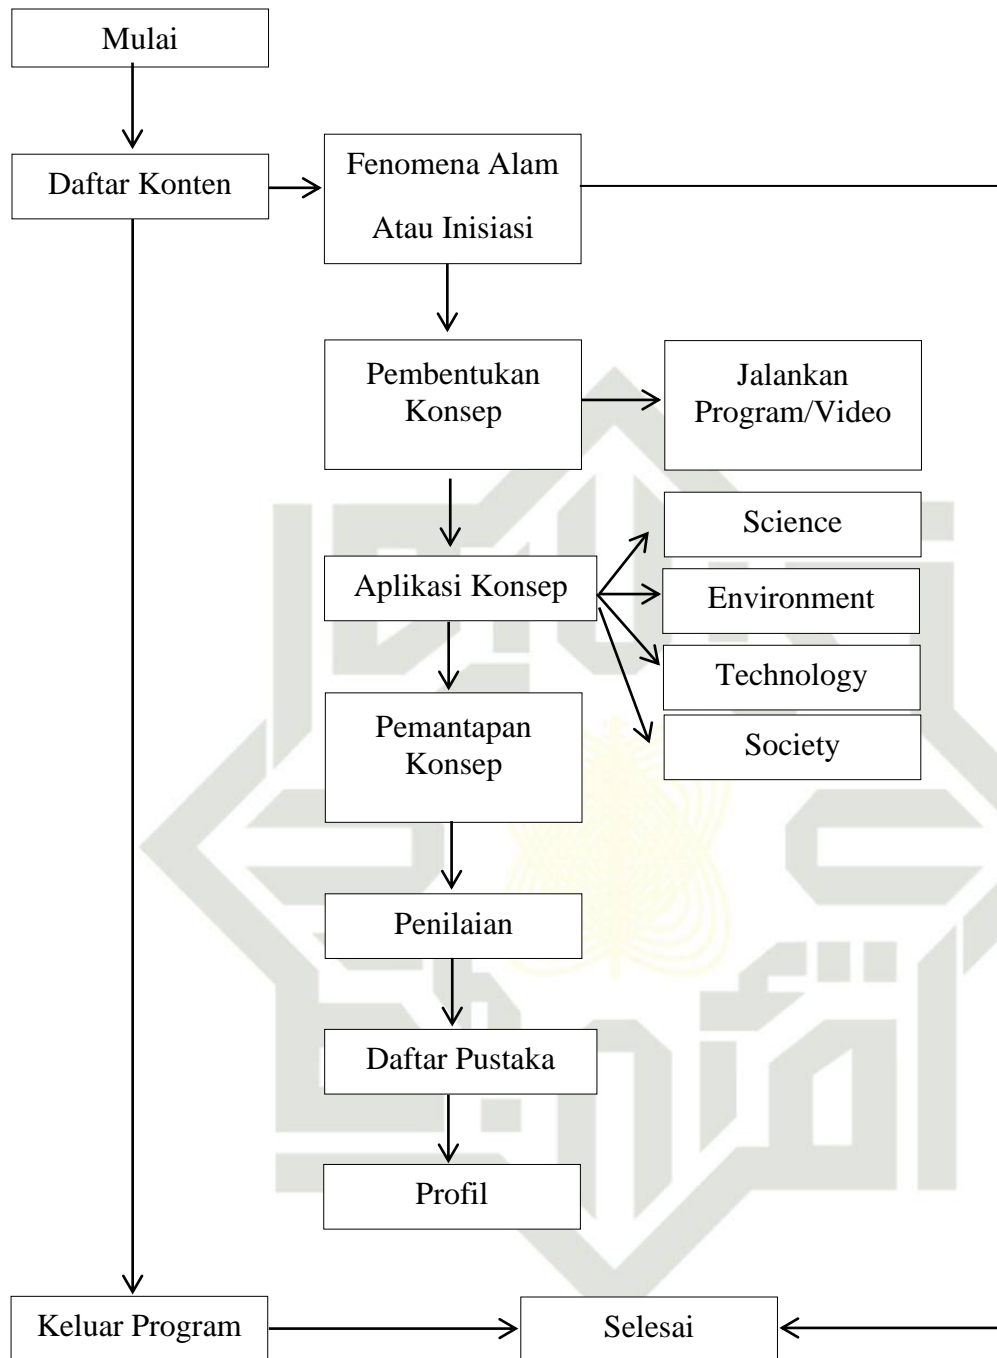 Mulai
Daftar Konten
Fenomena Alam
Atau Inisiasi
Pembentukan
Konsep
Jalankan
Program/Video
Science
Aplikasi Konsep
Environment
Technology
Pemantapan
Konsep
Society
Penilaian
Daftar Pustaka
Profil
Keluar Program
Selesai